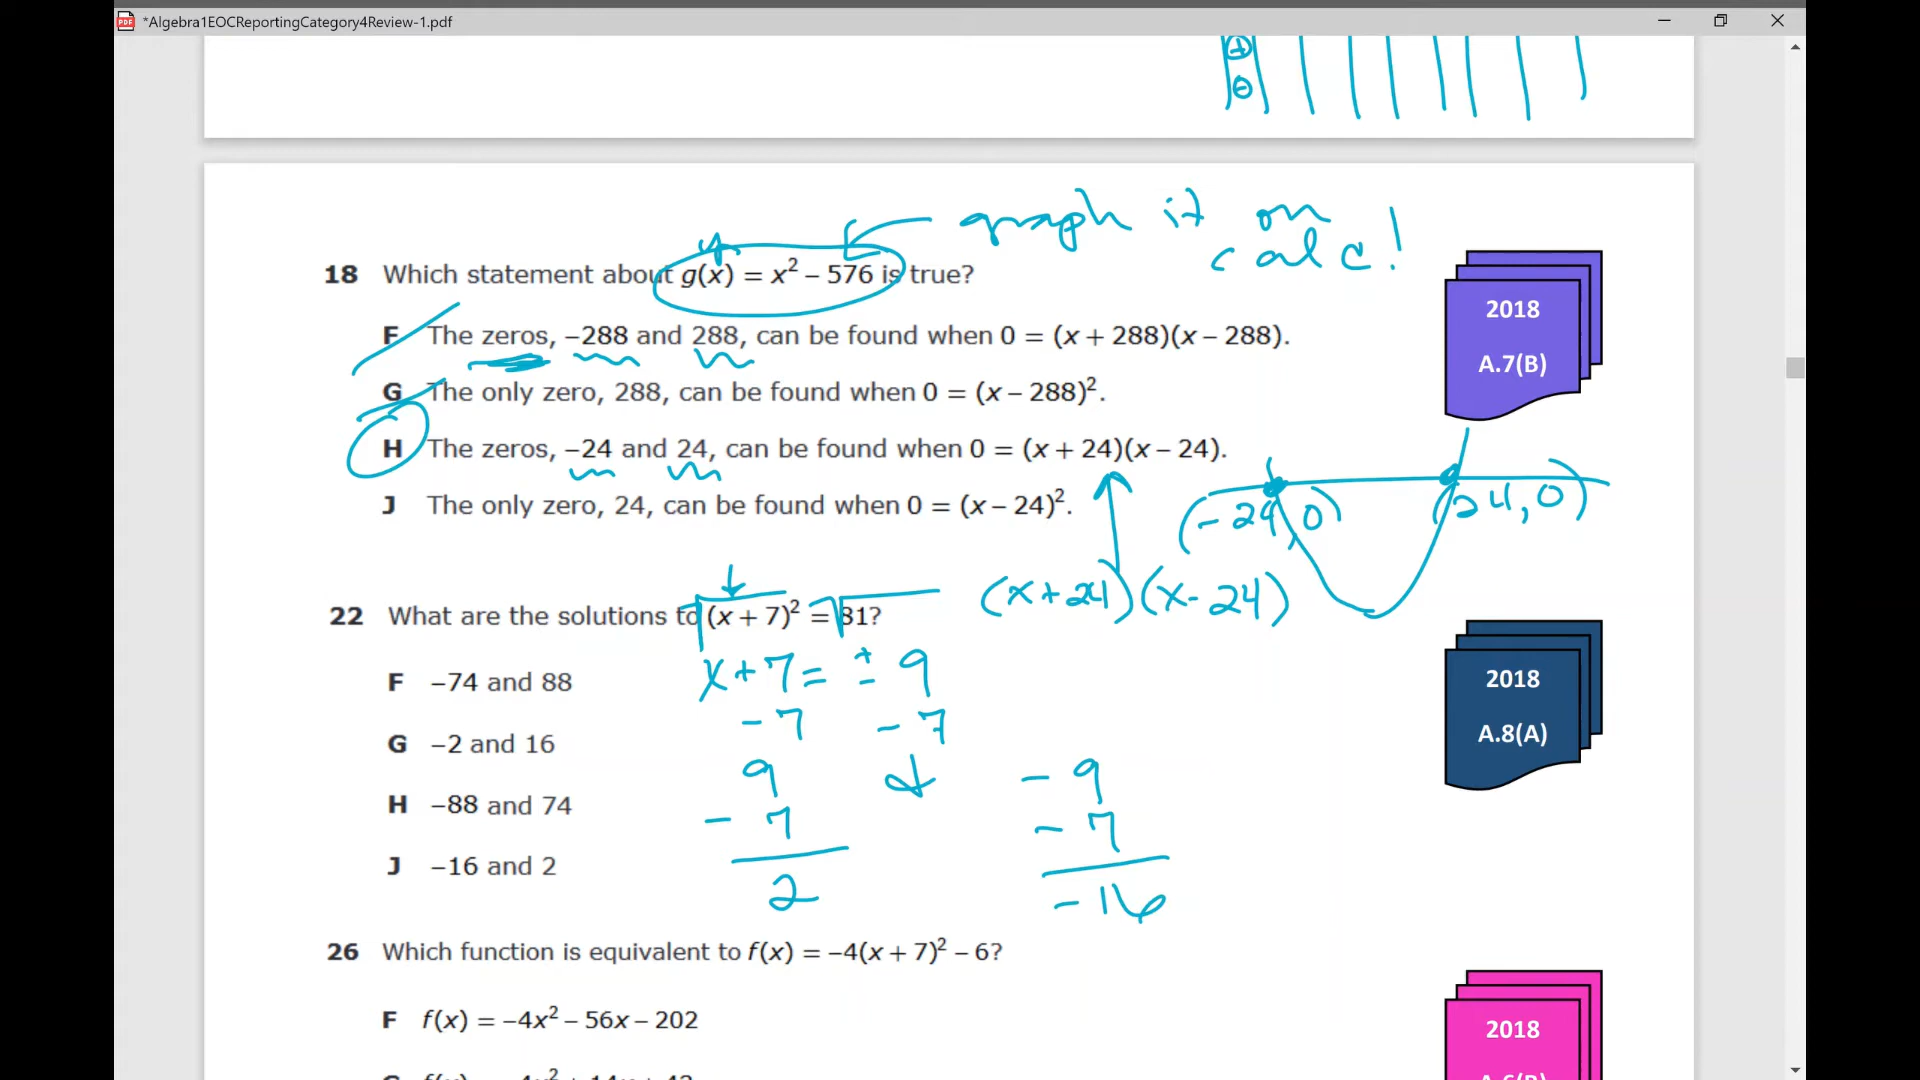 *Algebra1EOCReportingCategory4Review-1.pdf
+
-
graph it on
calc!
y
18 Which statement about g(x) = x² – 576 is true?
F The zeros, –288 and 288, can be found when 0 = (x + 288)(x – 288).
G The only zero, 288, can be found when 0 = (x – 288)².
H The zeros, –24 and 24, can be found when 0 = (x + 24)(x – 24).
J The only zero, 24, can be found when 0 = (x – 24)².
2018
A.7(B)
(-24, 0) (24, 0)
(x+24)(x-24)
22 What are the solutions to (x + 7)² = 81?
x+7 = ± 9
-7 -7
F –74 and 88
G –2 and 16
H –88 and 74
J –16 and 2
9 -9
-7 -7
2 -16
2018
A.8(A)
26 Which function is equivalent to f(x) = –4(x + 7)² – 6?
F f(x) = –4x² – 56x – 202
2018